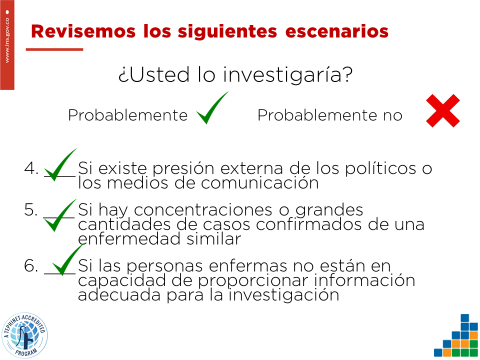 www.ins.gov.co
Revisemos los siguientes escenarios
¿Usted lo investigaría?
Probablemente
Probablemente no
4. ___ Si existe presión externa de los políticos o
los medios de comunicación
5. ___ Si hay concentraciones o grandes
cantidades de casos confirmados de una
enfermedad similar
6. ___ Si las personas enfermas no están en
capacidad de proporcionar información
adecuada para la investigación
A TEPHINET ACCREDITED
PROGRAM